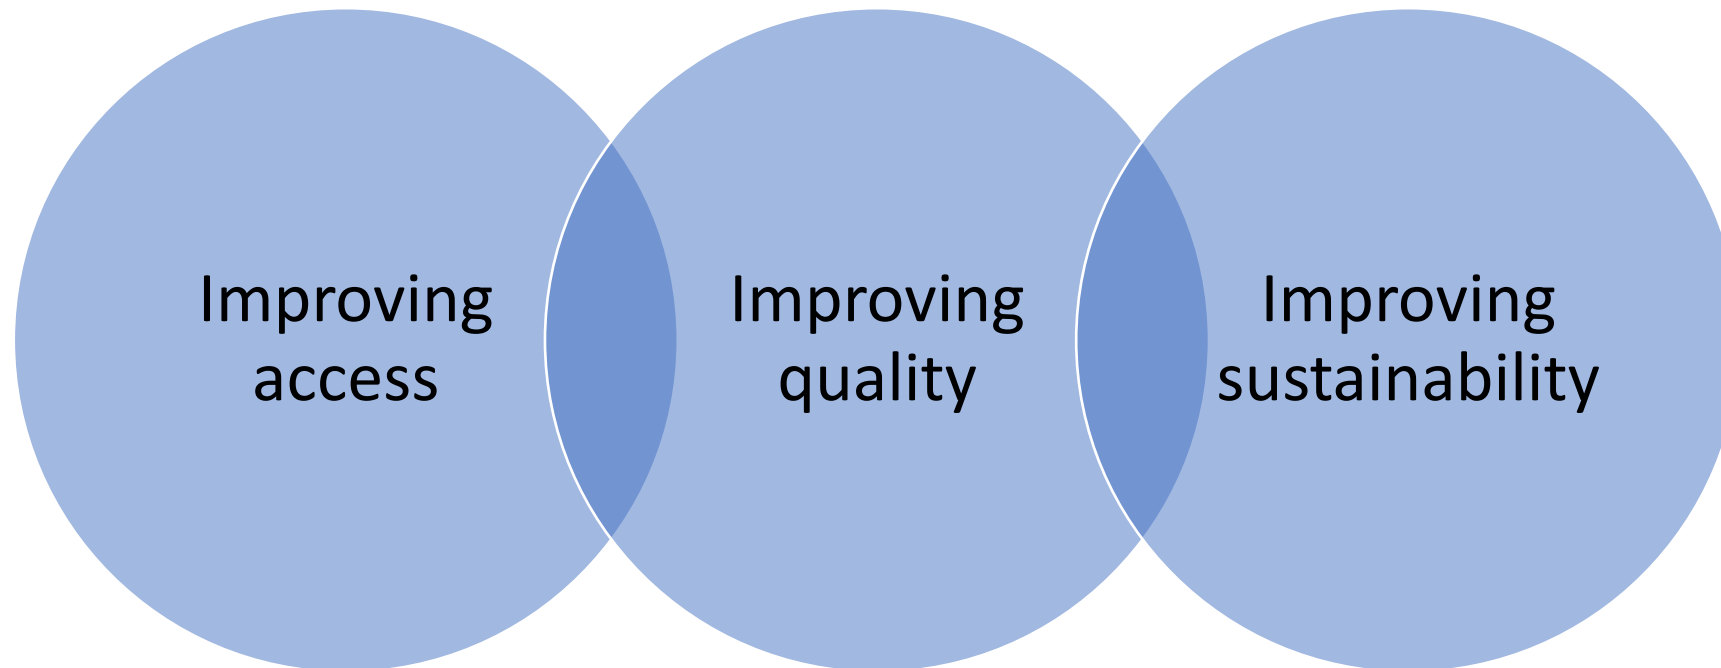 Improving
access
Improving
quality
Improving
sustainability